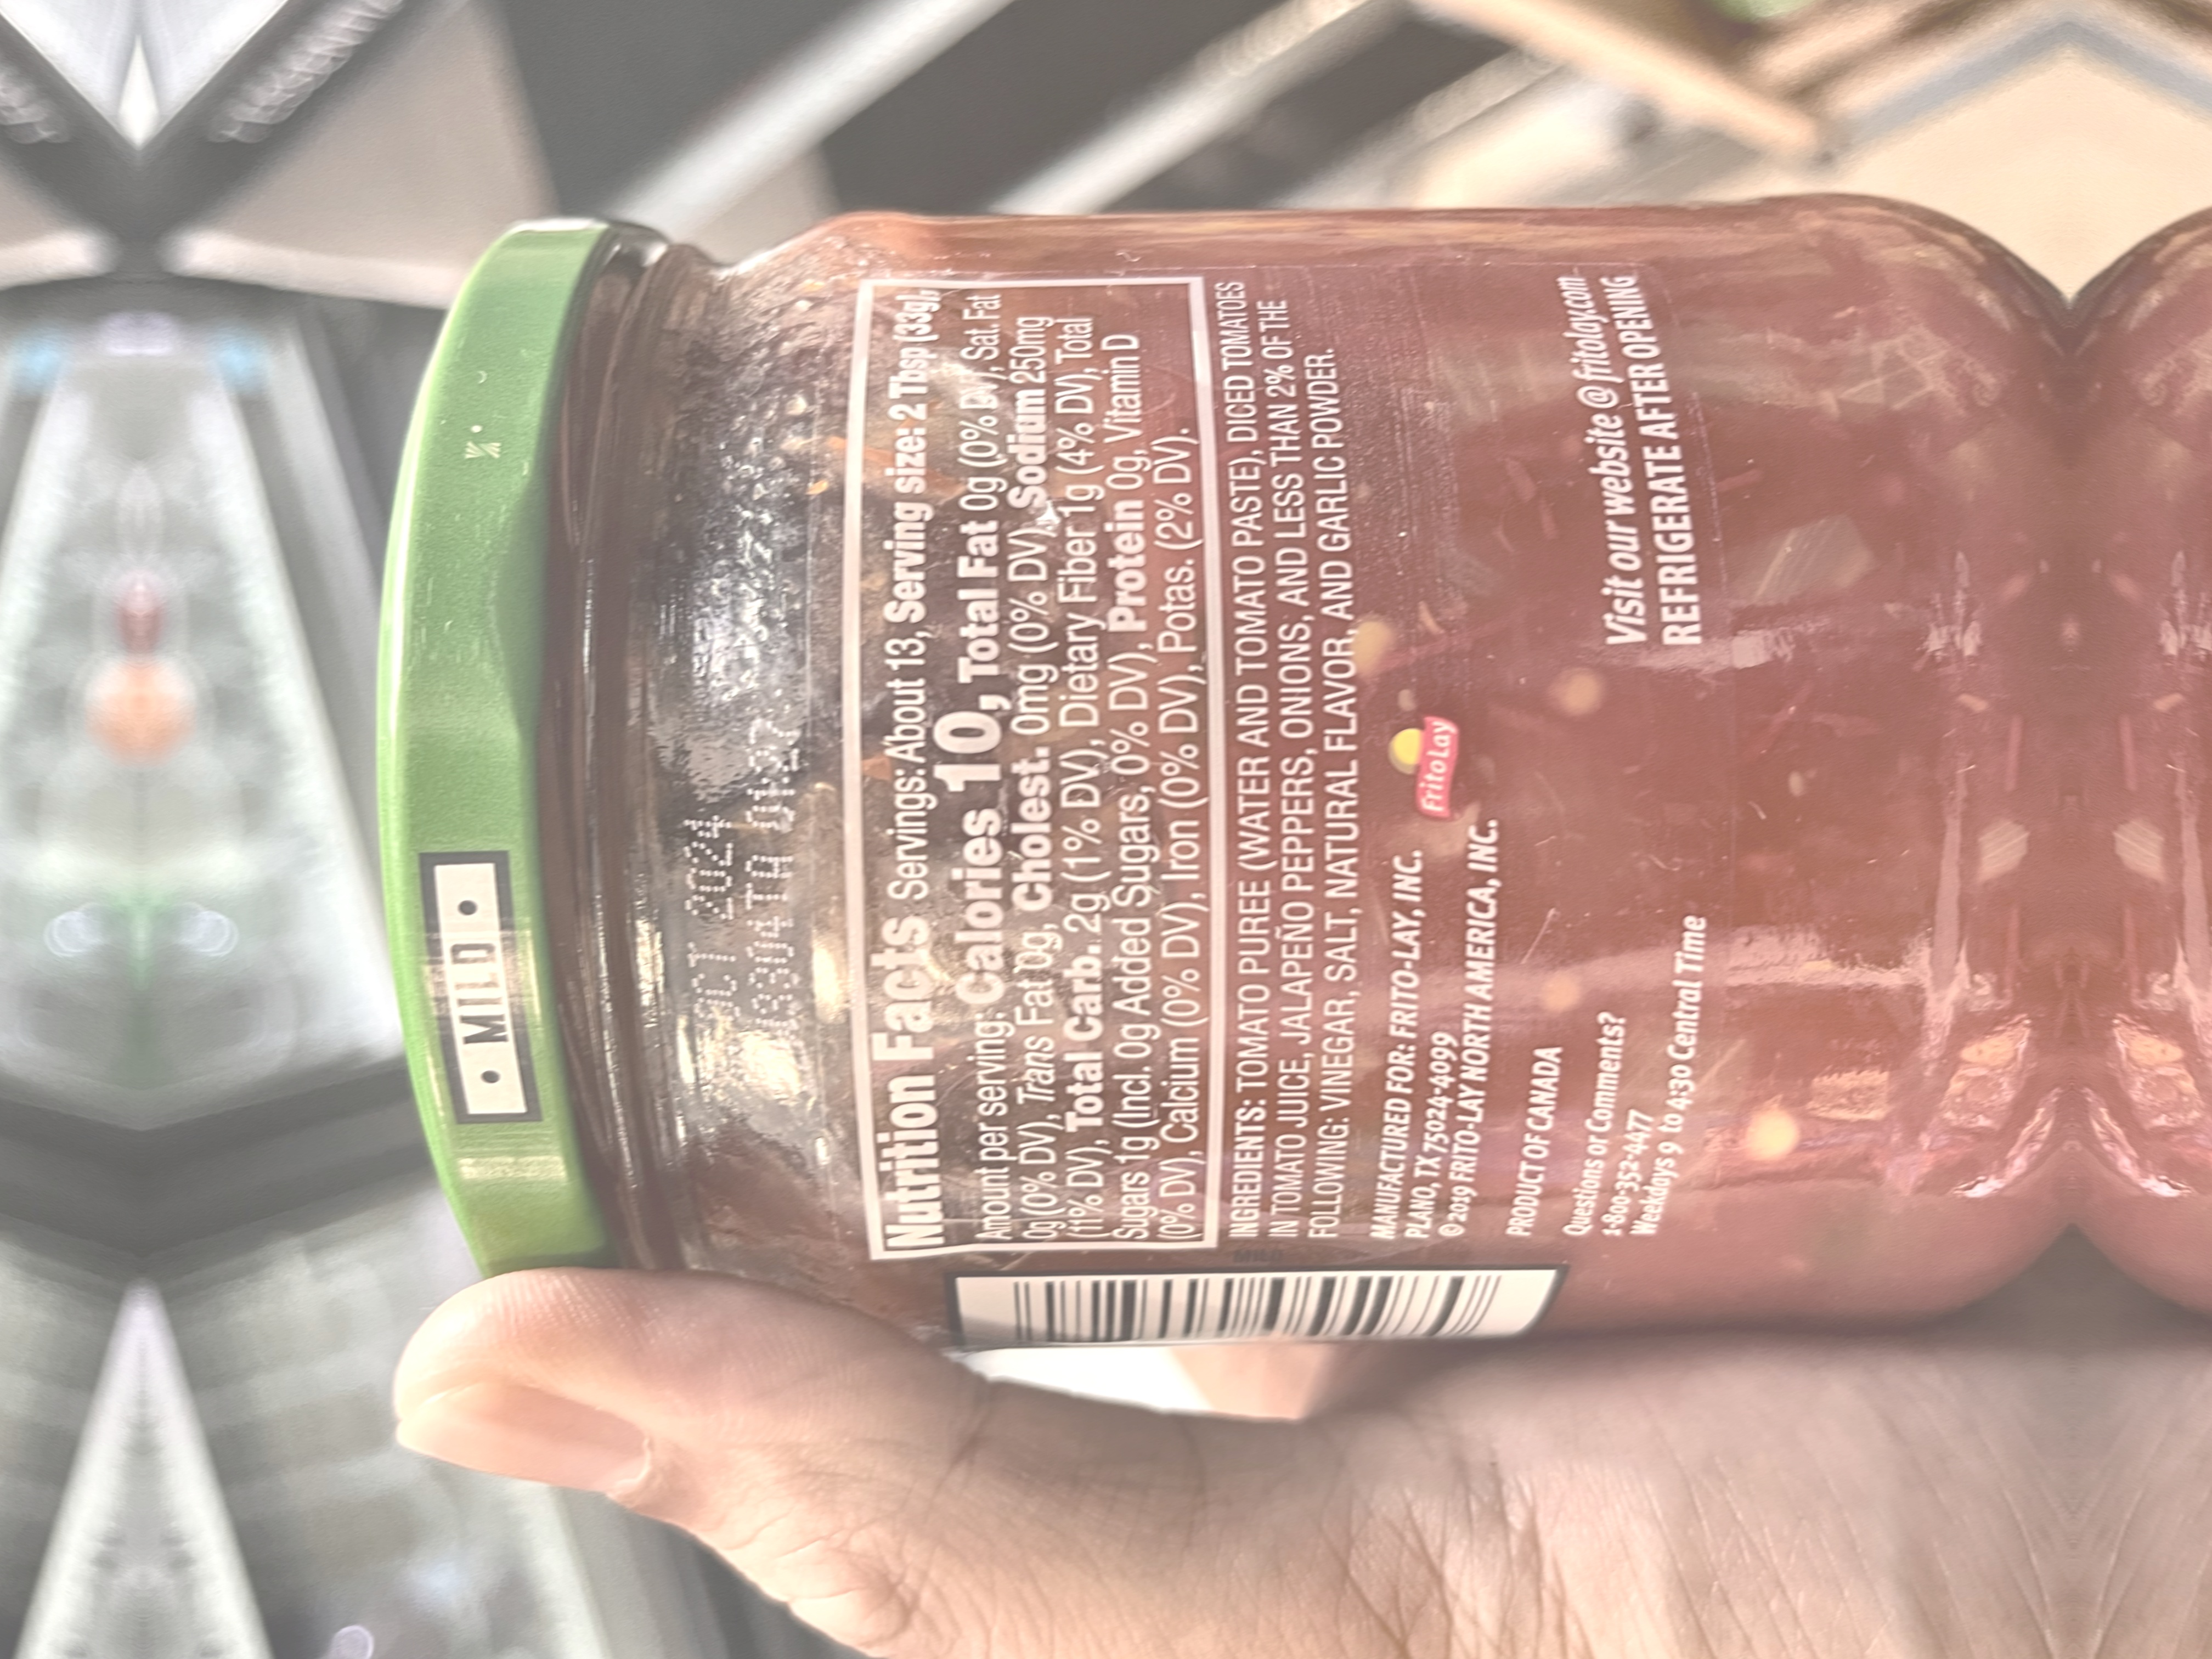 • MILD •
OCT 2024
Nutrition Facts Servings: About 13, Serving size: 2 Tbsp (33g),
Amount per serving: Calories 10, Total Fat 0g (0% DV), Sat. Fat
0g (0% DV), Trans Fat 0g, Cholest. 0mg (0% DV), Sodium 250mg
(11% DV), Total Carb. 2g (1% DV), Dietary Fiber 1g (4% DV), Total
Sugars 1g (Incl. 0g Added Sugars, 0% DV), Protein 0g, Vitamin D
(0% DV), Calcium (0% DV), Iron (0% DV), Potas. (2% DV).
INGREDIENTS: TOMATO PUREE (WATER AND TOMATO PASTE), DICED TOMATOES
IN TOMATO JUICE, JALAPEÑO PEPPERS, ONIONS, AND LESS THAN 2% OF THE
FOLLOWING: VINEGAR, SALT, NATURAL FLAVOR, AND GARLIC POWDER.
MANUFACTURED FOR: FRITO-LAY, INC.
PLANO, TX 75024-4099
© 2019 FRITO-LAY NORTH AMERICA, INC.
Frito Lay
PRODUCT OF CANADA
Questions or Comments?
1-800-352-4477
Weekdays 9 to 4:30 Central Time
Visit our website @ fritolay.com
REFRIGERATE AFTER OPENING